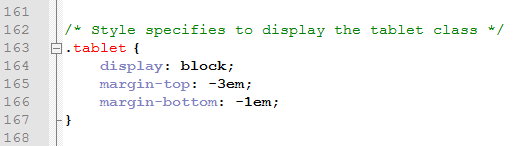 161
162 /* Style specifies to display the tablet class */
163 .tablet {
164 display: block;
165 margin-top: -3em;
166 margin-bottom: -1em;
167 }
168